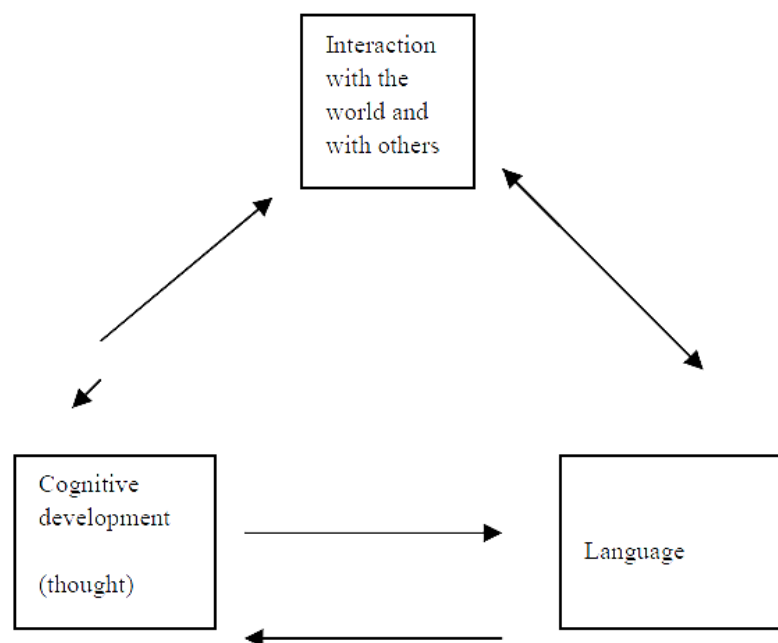 Interaction
with the
world and
with others
Cognitive
development
(thought)
Language